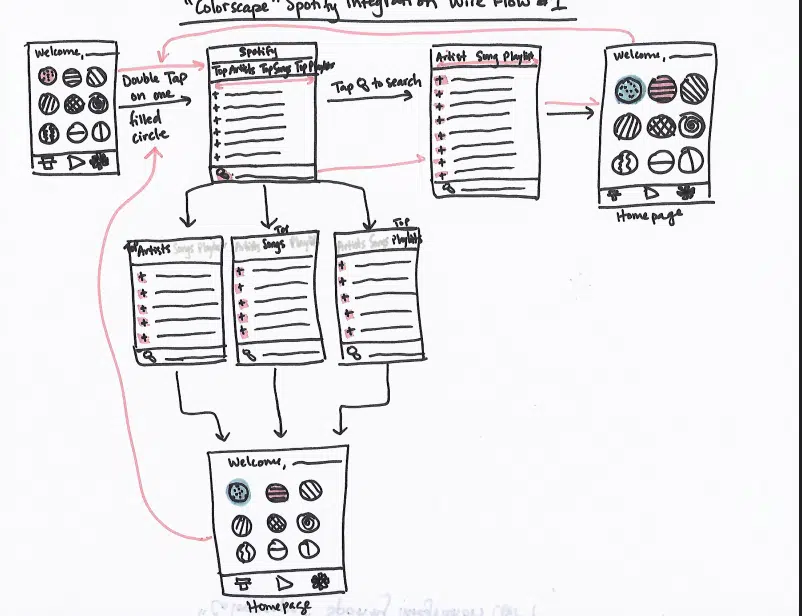 "Colorscape" Spotify Integration Wire Flow #1
Welcome,
Double Tap
on one
filled
circle
Spotify
Top Artists Top Songs Top Playlists
Tap to search
Artist Song Playlist
Welcome,
Homepage
Top Artists Songs Playlist
Top
Artists Songs Playlist
Top
Artists Songs Playlists
Welcome,
Homepage